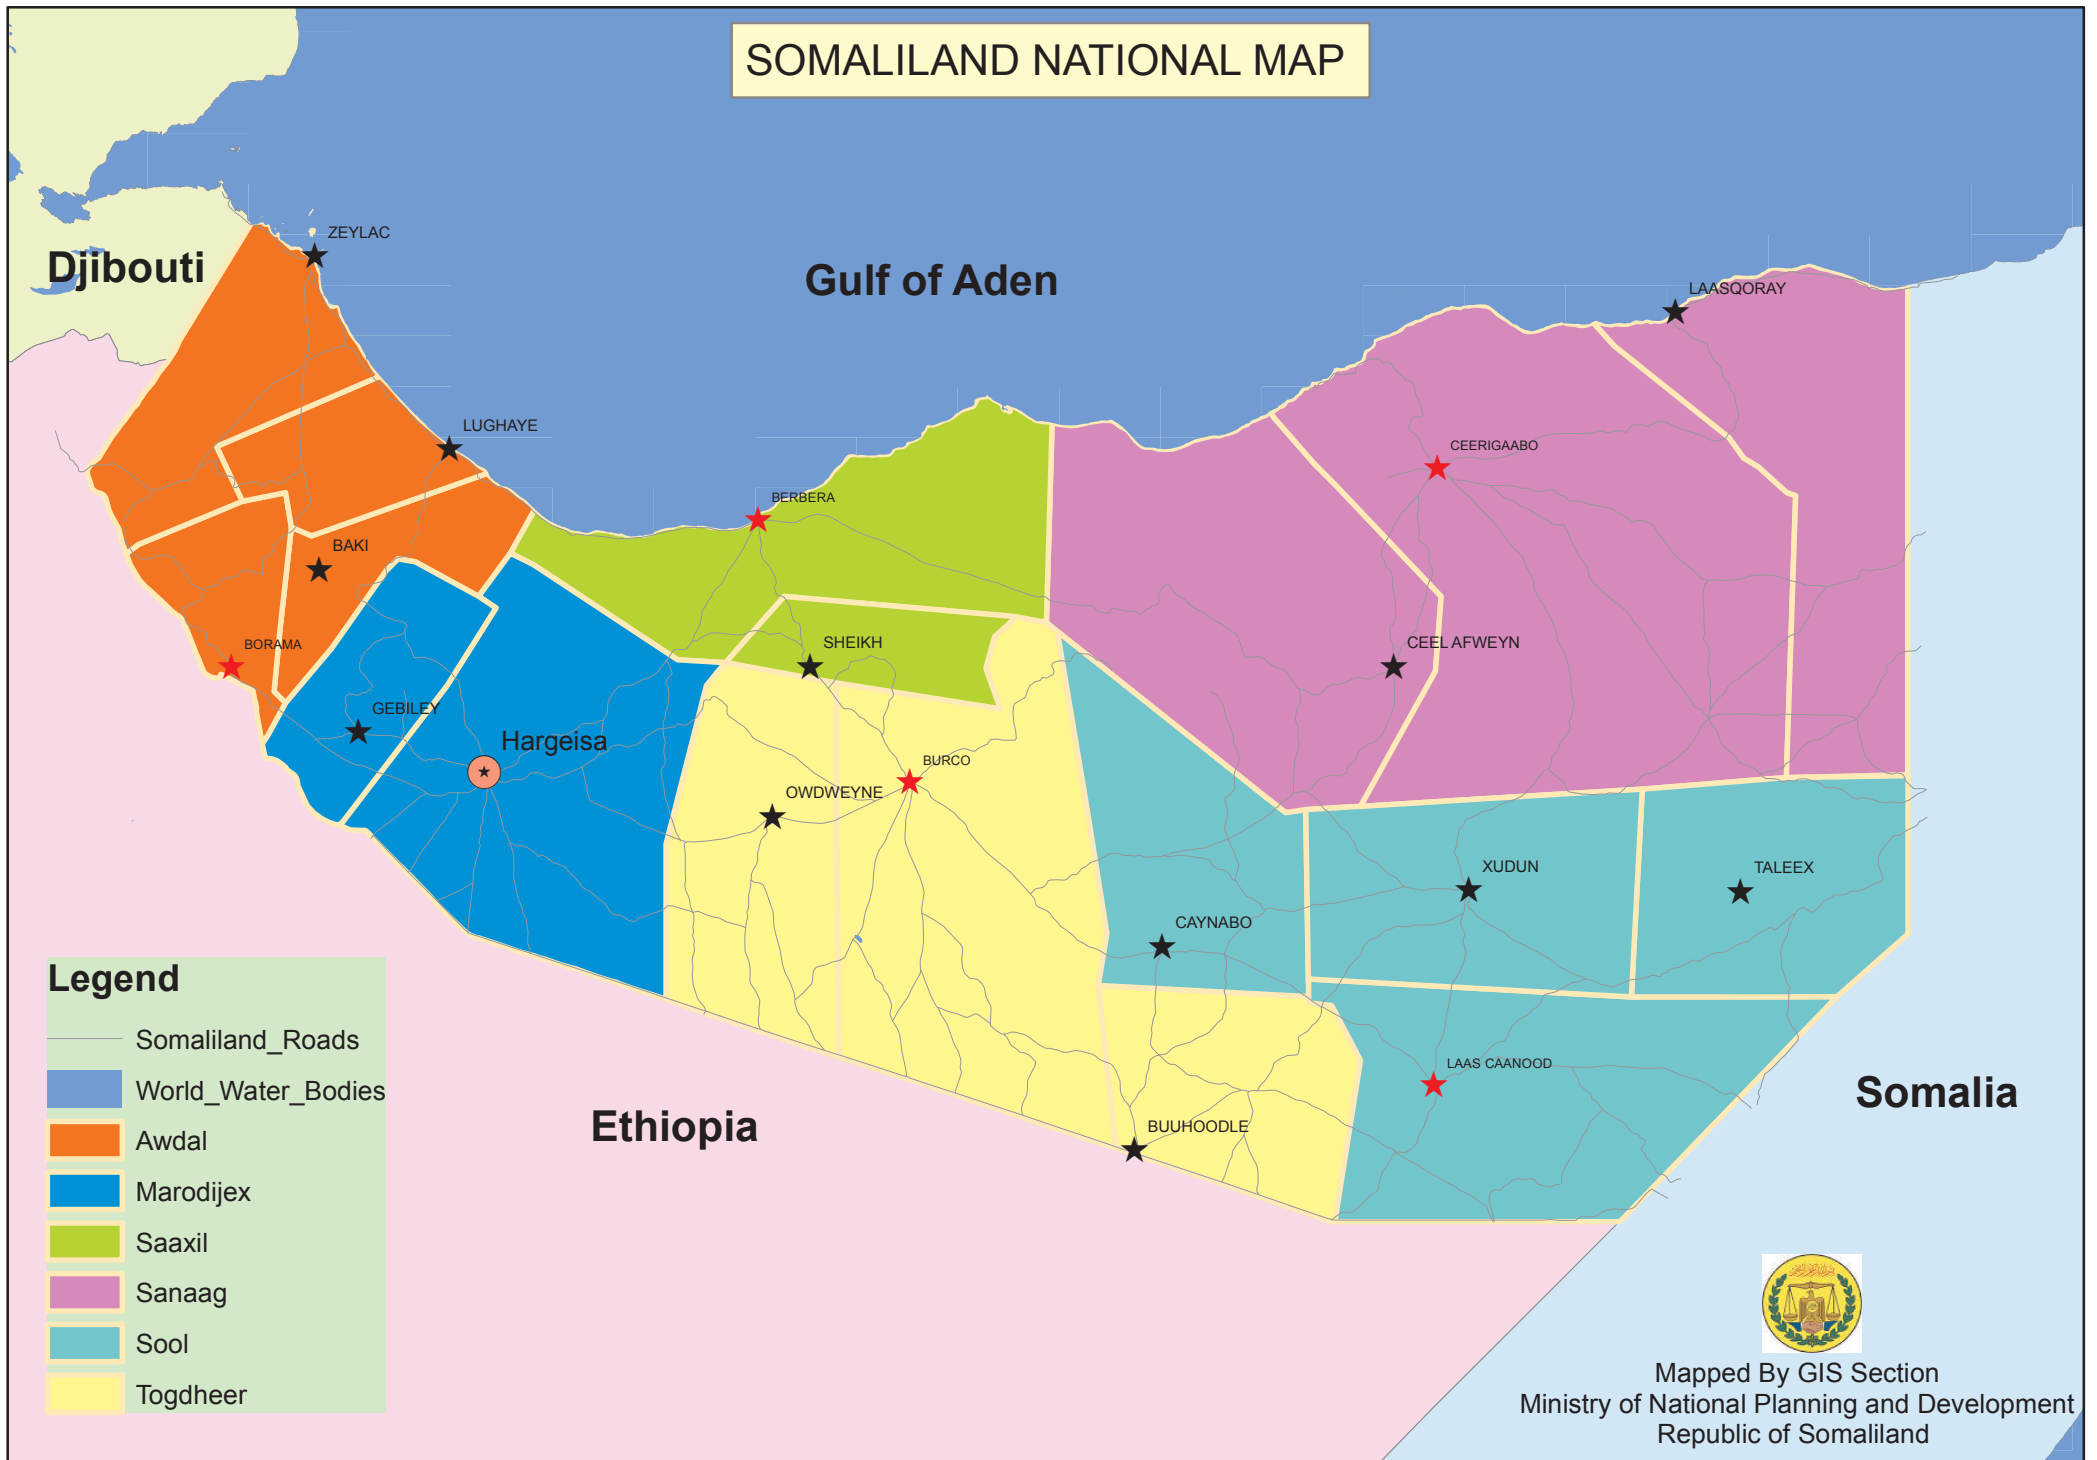 SOMALILAND NATIONAL MAP
ZEYLAC
Djibouti
Gulf of Aden
LAASQORAY
LUGHAYE
CEERIGAABO
BERBERA
BAKI
BORAMA
SHEIKH
CEEL AFWEYN
GEBILEY
Hargeisa
BURCO
OWDWEYNE
XUDUN
TALEEX
CAYNABO
LAAS CAANOOD
Somalia
Ethiopia
BUUHOODLE
Legend
Somaliland_Roads
World_Water_Bodies
Awdal
Marodijex
Saaxil
Sanaag
Sool
Togdheer
Mapped By GIS Section
Ministry of National Planning and Development
Republic of Somaliland